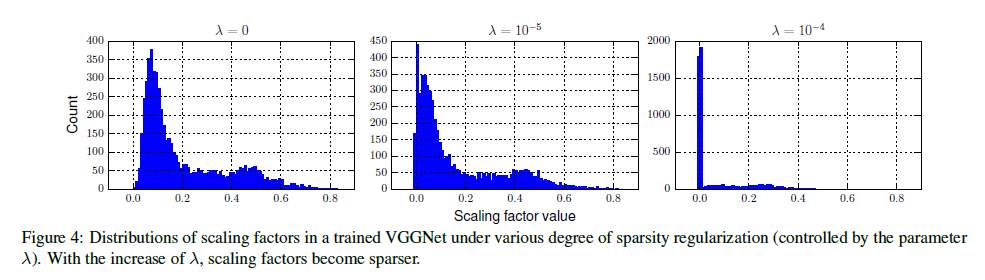 λ = 0
λ = 10⁻⁵
λ = 10⁻⁴
Count
400
350
300
250
200
150
100
50
0
0.0 0.2 0.4 0.6 0.8
450
400
350
300
250
200
150
100
50
0
0.0 0.2 0.4 0.6 0.8
2000
1500
1000
500
0
0.0 0.2 0.4 0.6 0.8
Scaling factor value
Figure 4: Distributions of scaling factors in a trained VGGNet under various degree of sparsity regularization (controlled by the parameter
λ). With the increase of λ, scaling factors become sparser.